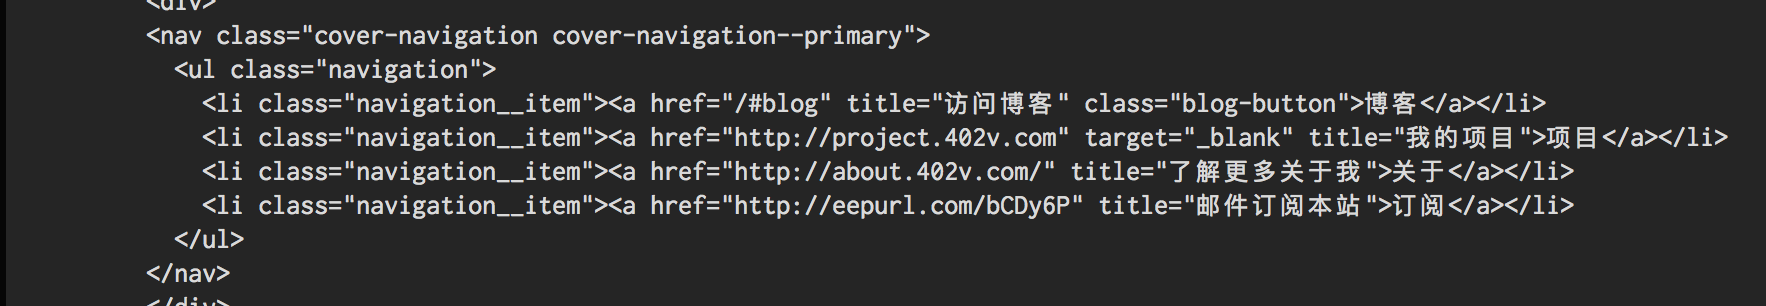 <div>
<nav class="cover-navigation cover-navigation--primary">
<ul class="navigation">
<li class="navigation__item"><a href="/#blog" title="访问博客" class="blog-button">博客</a></li>
<li class="navigation__item"><a href="http://project.402v.com" target="_blank" title="我的项目">项目</a></li>
<li class="navigation__item"><a href="http://about.402v.com/" title="了解更多关于我">关于</a></li>
<li class="navigation__item"><a href="http://eepurl.com/bCDy6P" title="邮件订阅本站">订阅</a></li>
</ul>
</nav>
</div>